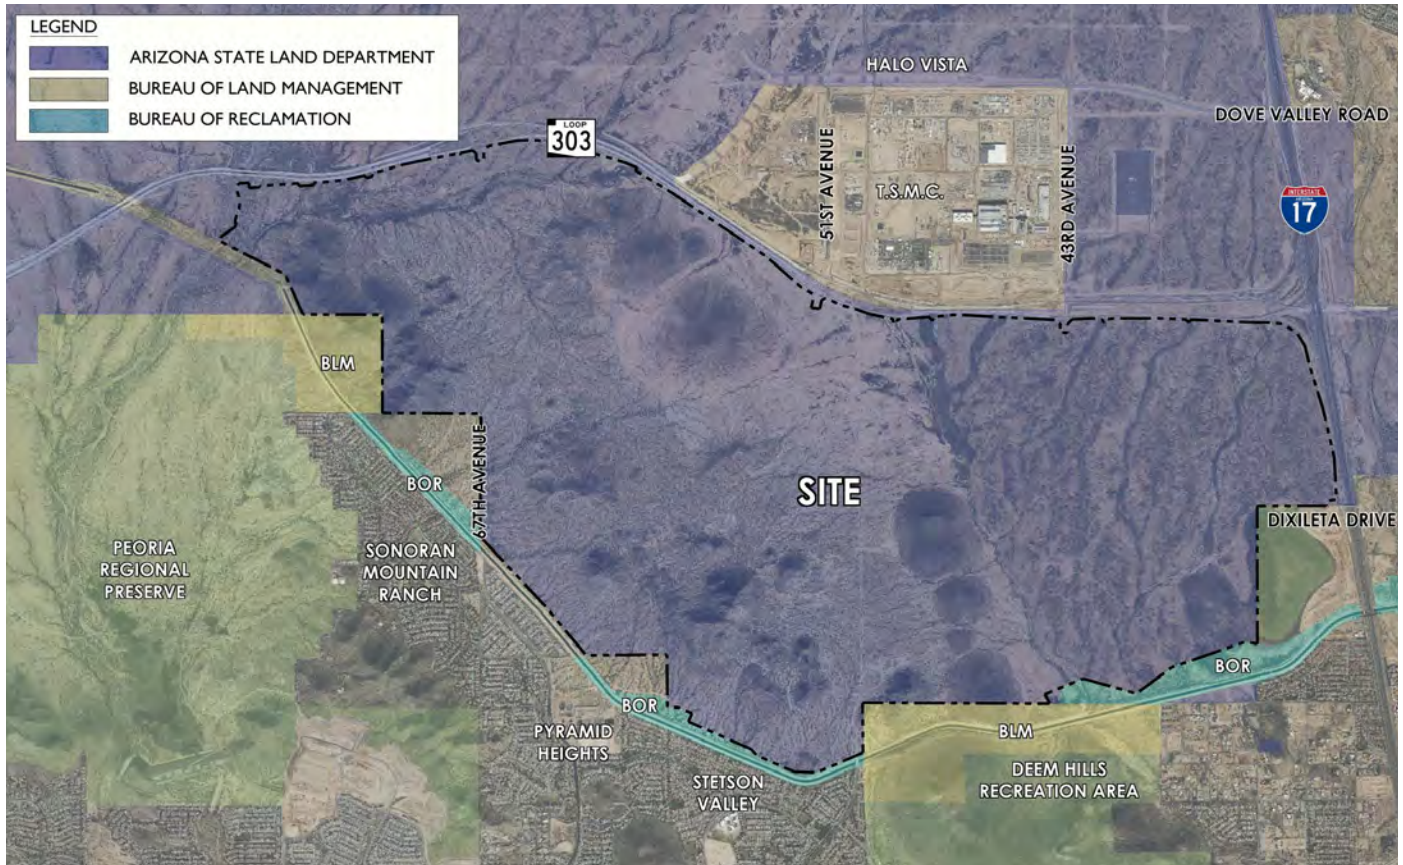 LEGEND
ARIZONA STATE LAND DEPARTMENT
BUREAU OF LAND MANAGEMENT
BUREAU OF RECLAMATION
HALO VISTA
DOVE VALLEY ROAD
LOOP
303
51ST AVENUE
T.S.M.C.
43RD AVENUE
INTERSTATE
ARIZONA
17
BLM
67TH AVENUE
BOR
SITE
DIXILETA DRIVE
PEORIA
REGIONAL
PRESERVE
SONORAN
MOUNTAIN
RANCH
BOR
BOR
PYRAMID
HEIGHTS
BLM
STETSON
VALLEY
DEEM HILLS
RECREATION AREA